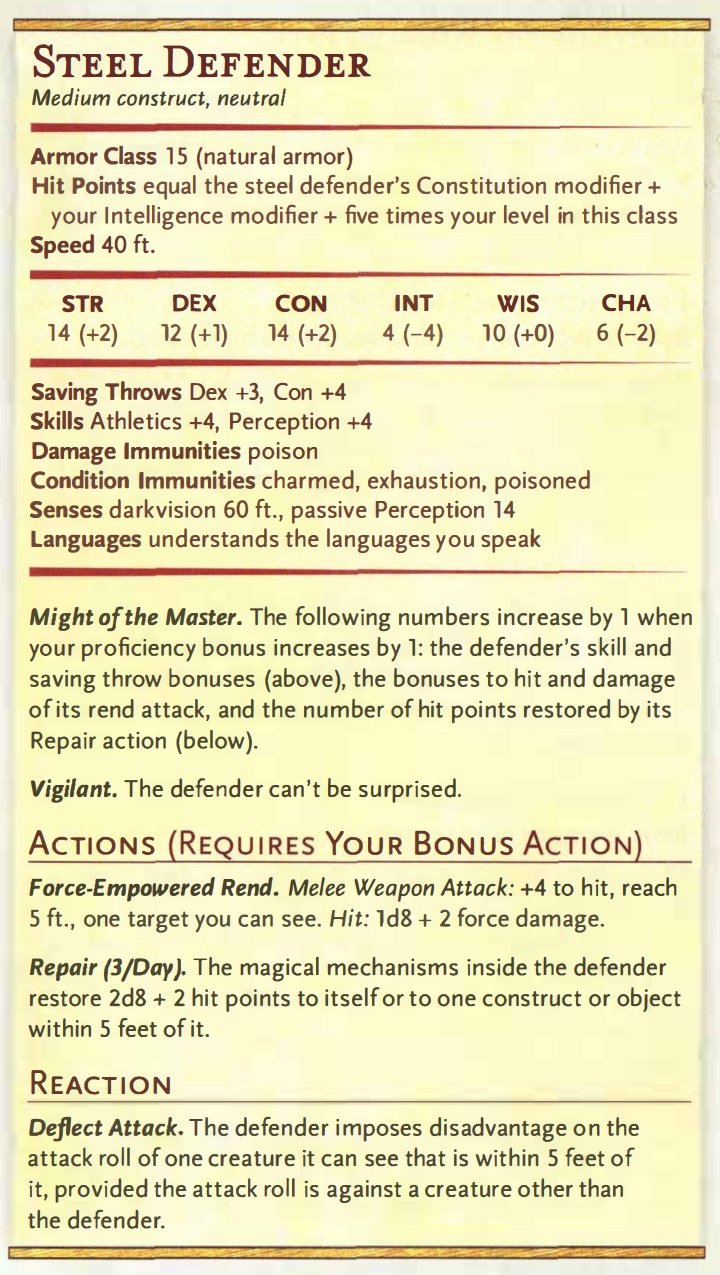 STEEL DEFENDER
Medium construct, neutral
Armor Class 15 (natural armor)
Hit Points equal the steel defender's Constitution modifier +
your Intelligence modifier + five times your level in this class
Speed 40 ft.
STR DEX CON INT WIS CHA
14 (+2) 12 (+1) 14 (+2) 4 (−4) 10 (+0) 6 (−2)
Saving Throws Dex +3, Con +4
Skills Athletics +4, Perception +4
Damage Immunities poison
Condition Immunities charmed, exhaustion, poisoned
Senses darkvision 60 ft., passive Perception 14
Languages understands the languages you speak
Might of the Master. The following numbers increase by 1 when
your proficiency bonus increases by 1: the defender's skill and
saving throw bonuses (above), the bonuses to hit and damage
of its rend attack, and the number of hit points restored by its
Repair action (below).
Vigilant. The defender can't be surprised.
ACTIONS (REQUIRES YOUR BONUS ACTION)
Force-Empowered Rend. Melee Weapon Attack: +4 to hit, reach
5 ft., one target you can see. Hit: 1d8 + 2 force damage.
Repair (3/Day). The magical mechanisms inside the defender
restore 2d8 + 2 hit points to itself or to one construct or object
within 5 feet of it.
REACTION
Deflect Attack. The defender imposes disadvantage on the
attack roll of one creature it can see that is within 5 feet of
it, provided the attack roll is against a creature other than
the defender.